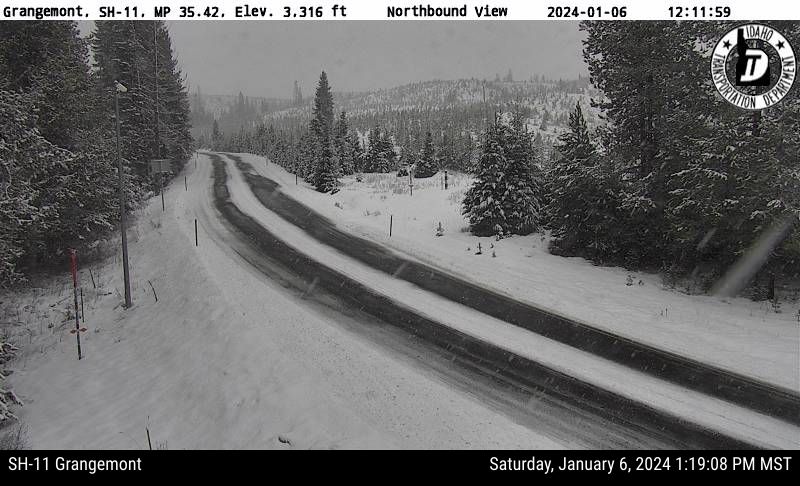 Grangemont, SH-11, MP 35.42, Elev. 3,316 ft Northbound View 2024-01-06 12:11:59
IDAHO
TRANSPORTATION DEPARTMENT
SH-11 Grangemont Saturday, January 6, 2024 1:19:08 PM MST